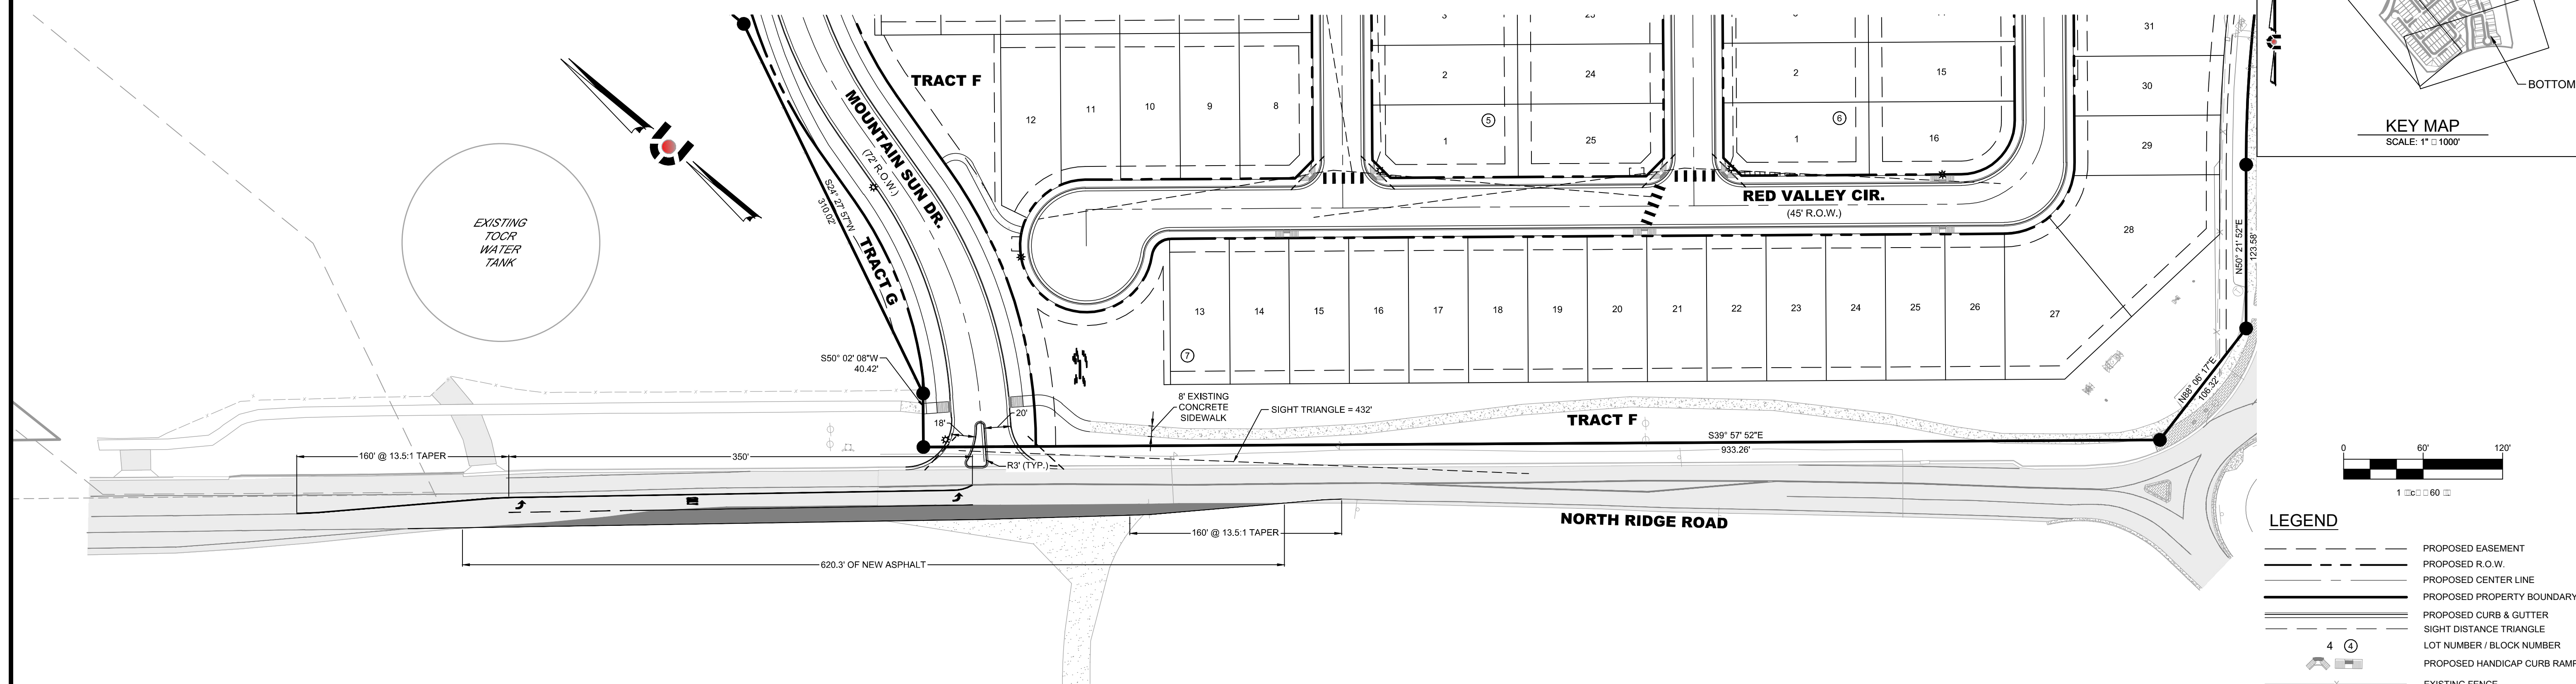 TRACT F
MOUNTAIN SUN DR.
(72' R.O.W.)
S24° 27' 57"W
310.02'
TRACT G
EXISTING
TOCR
WATER
TANK
12
11
10
9
8
2
24
1
25
5
2
15
1
16
6
31
30
29
28
RED VALLEY CIR.
(45' R.O.W.)
13
14
15
16
17
18
19
20
21
22
23
24
25
26
27
7
N50° 21' 52"E
123.58'
N88° 06' 17"E
106.32'
S50° 02' 08"W
40.42'
8' EXISTING
CONCRETE
SIDEWALK
SIGHT TRIANGLE = 432'
TRACT F
S39° 57' 52"E
933.26'
20'
18'
R3' (TYP.)
160' @ 13.5:1 TAPER
350'
NORTH RIDGE ROAD
160' @ 13.5:1 TAPER
620.3' OF NEW ASPHALT
BOTTOM
KEY MAP
SCALE: 1" 1000'
0
60'
120'
1 60
LEGEND
PROPOSED EASEMENT
PROPOSED R.O.W.
PROPOSED CENTER LINE
PROPOSED PROPERTY BOUNDARY
PROPOSED CURB & GUTTER
SIGHT DISTANCE TRIANGLE
4 4 LOT NUMBER / BLOCK NUMBER
PROPOSED HANDICAP CURB RAMP
EXISTING FENCE